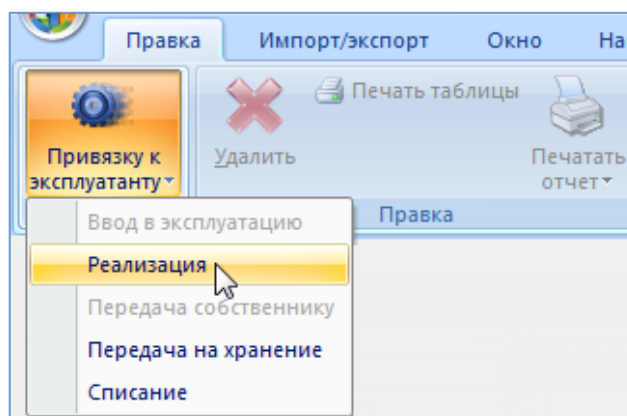 Правка Импорт/экспорт Окно На
Печать таблицы
Привязку к эксплуатанту
Удалить
Печатать отчет
Правка
Ввод в эксплуатацию
Реализация
Передача собственнику
Передача на хранение
Списание